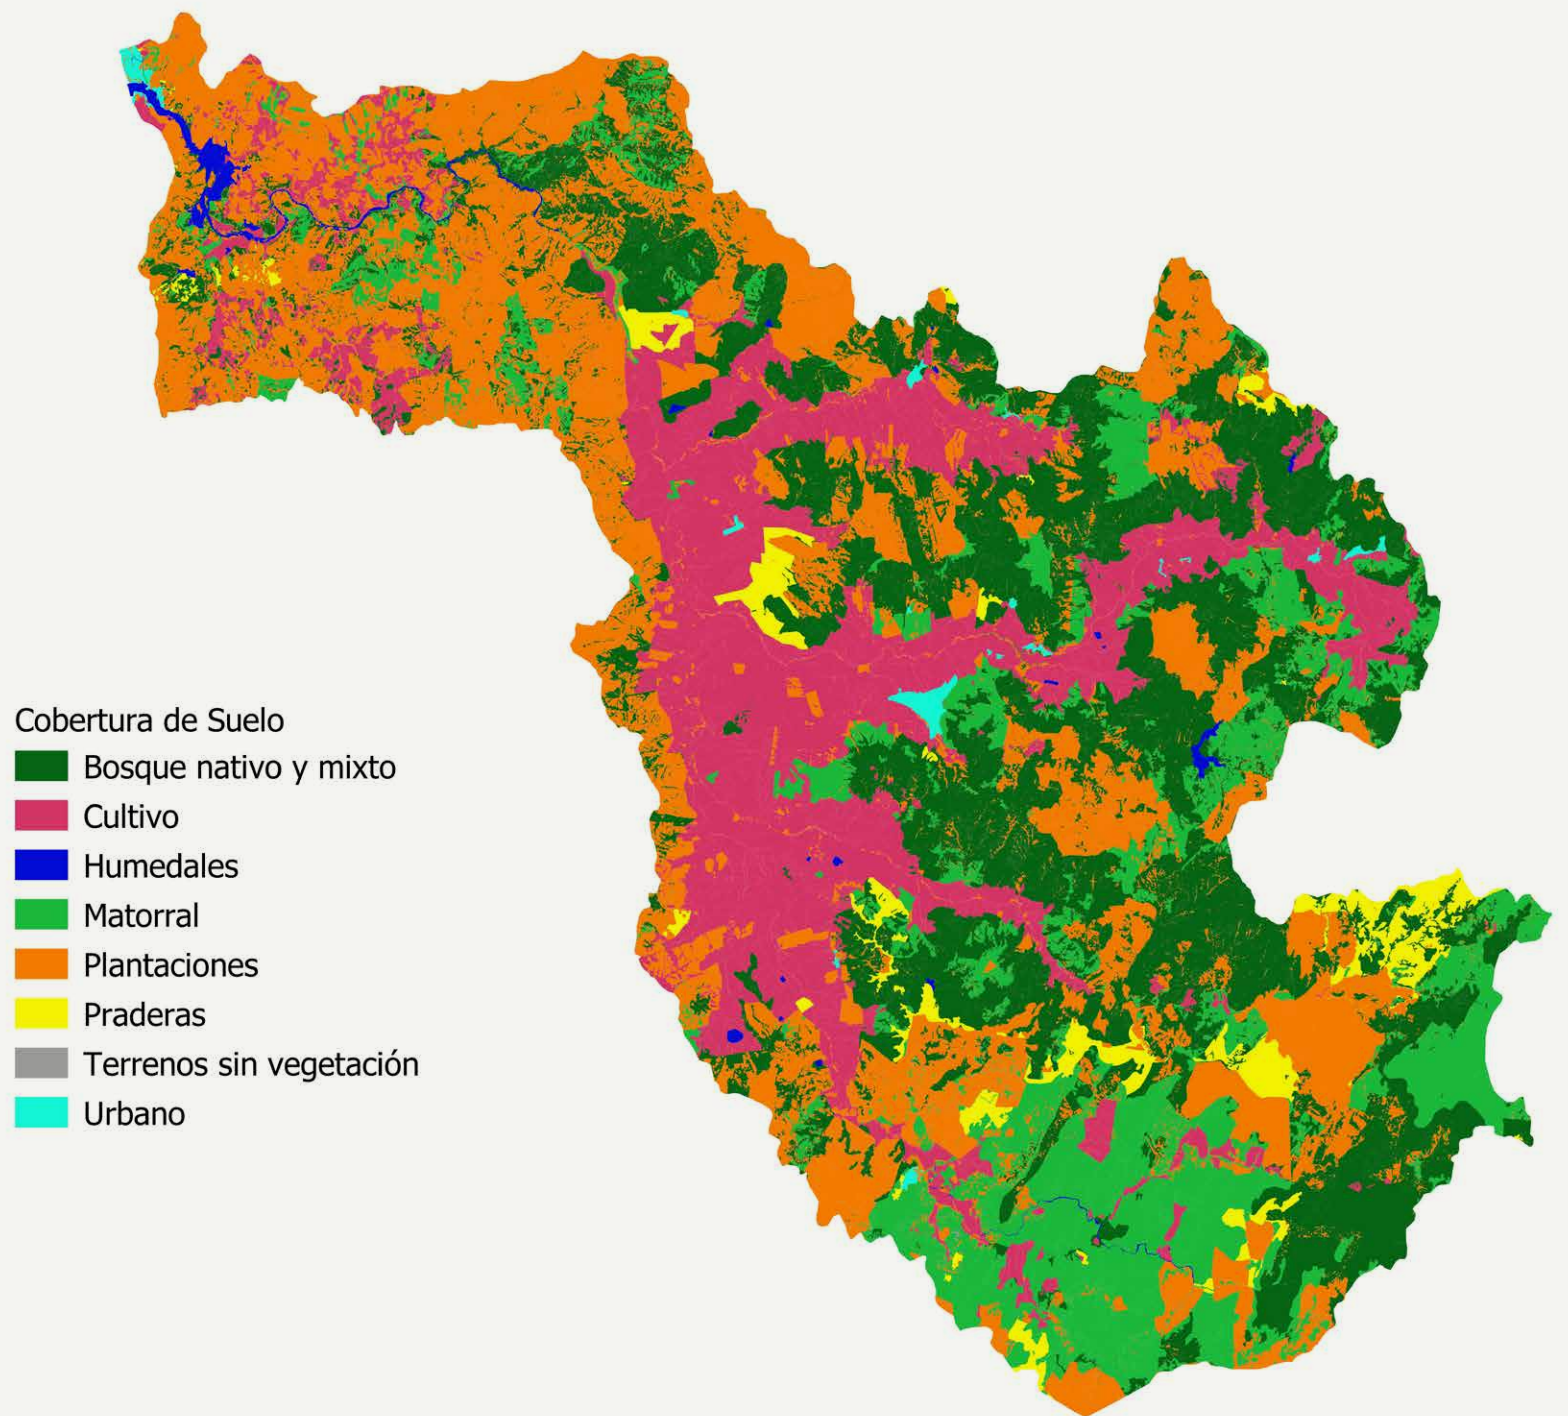 Cobertura de Suelo
Bosque nativo y mixto
Cultivo
Humedales
Matorral
Plantaciones
Praderas
Terrenos sin vegetación
Urbano